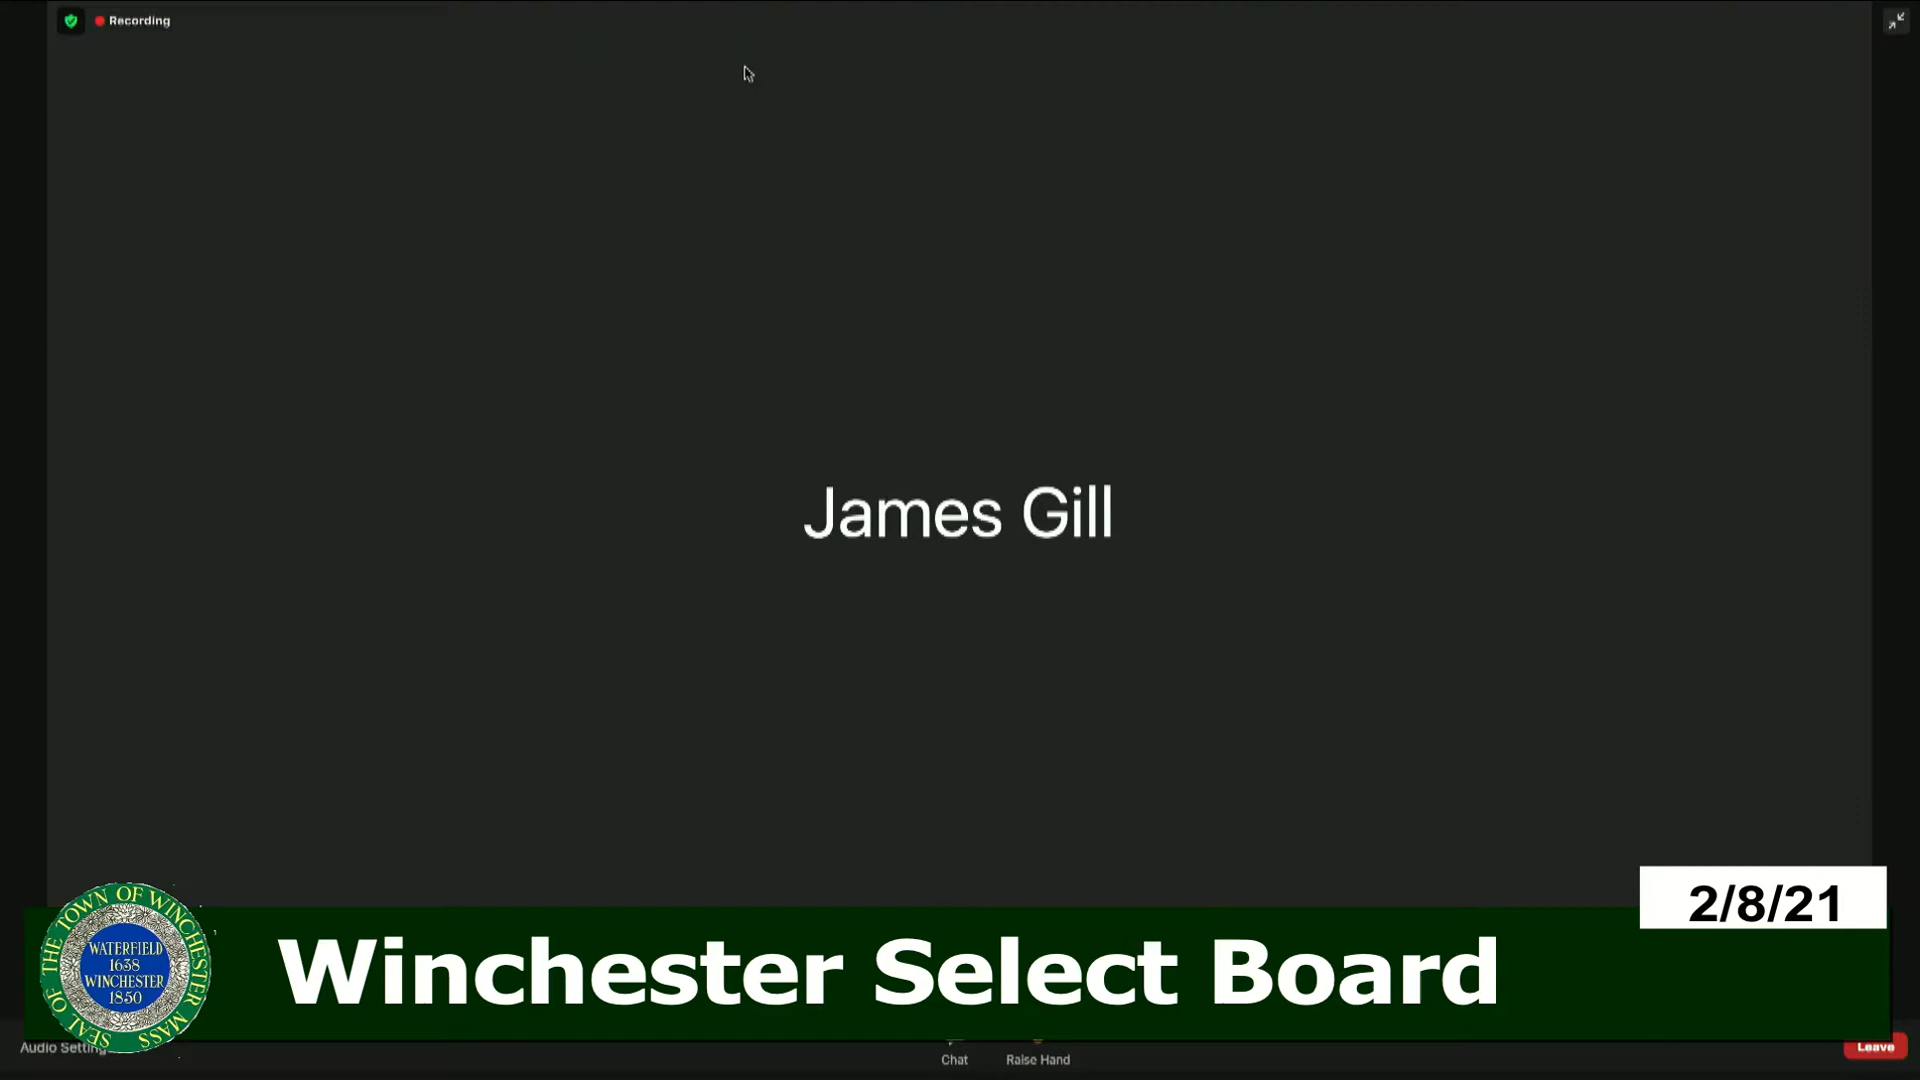 Recording
James Gill
2/8/21
Winchester Select Board
THE TOWN OF WINCHESTER MASS
SEAL OF
WATERFIELD
1638
WINCHESTER
1850
Audio Setting
Chat
Raise Hand
Leave